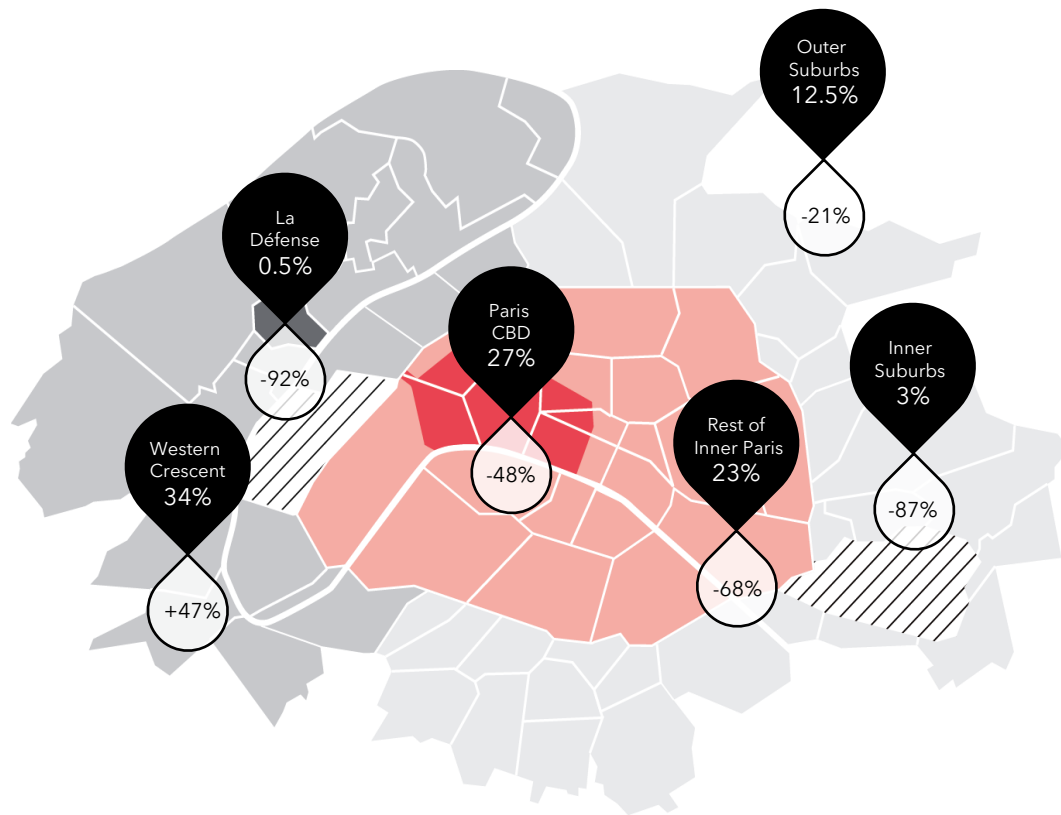 Outer
Suburbs
12.5%
-21%
La
Défense
0.5%
-92%
Paris
CBD
27%
-48%
Inner
Suburbs
3%
-87%
Western
Crescent
34%
+47%
Rest of
Inner Paris
23%
-68%